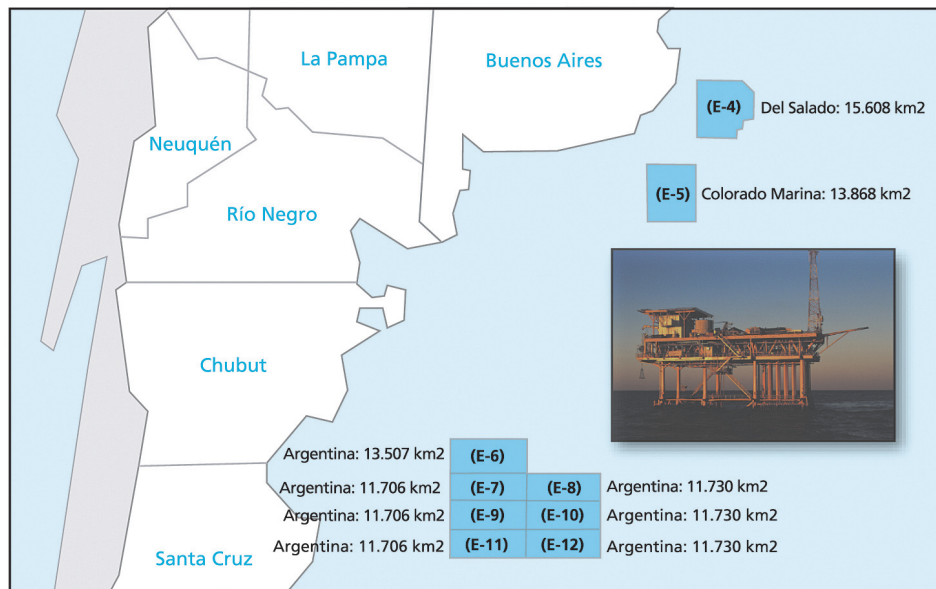 La Pampa
Buenos Aires
(E-4)
Del Salado: 15.608 km2
Neuquén
(E-5)
Colorado Marina: 13.868 km2
Río Negro
Chubut
Argentina: 13.507 km2
(E-6)
Argentina: 11.706 km2
(E-7)
(E-8)
Argentina: 11.730 km2
Argentina: 11.706 km2
(E-9)
(E-10)
Argentina: 11.730 km2
Argentina: 11.706 km2
(E-11)
(E-12)
Argentina: 11.730 km2
Santa Cruz